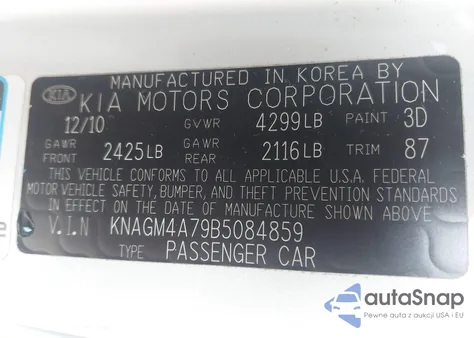 MANUFACTURED IN KOREA BY
KIA KIA MOTORS CORPORATION
12/10 GVWR 4299LB PAINT 3D
GAWR FRONT 2425LB GAWR REAR 2116LB TRIM 87
THIS VEHICLE CONFORMS TO ALL APPLICABLE U.S.A. FEDERAL
MOTOR VEHICLE SAFETY, BUMPER, AND THEFT PREVENTION STANDARDS
IN EFFECT ON THE DATE OF MANUFACTURE SHOWN ABOVE
V.I.N KNAGM4A79B5084859
TYPE PASSENGER CAR
autoSnap
Pewne auta z aukcji USA i EU